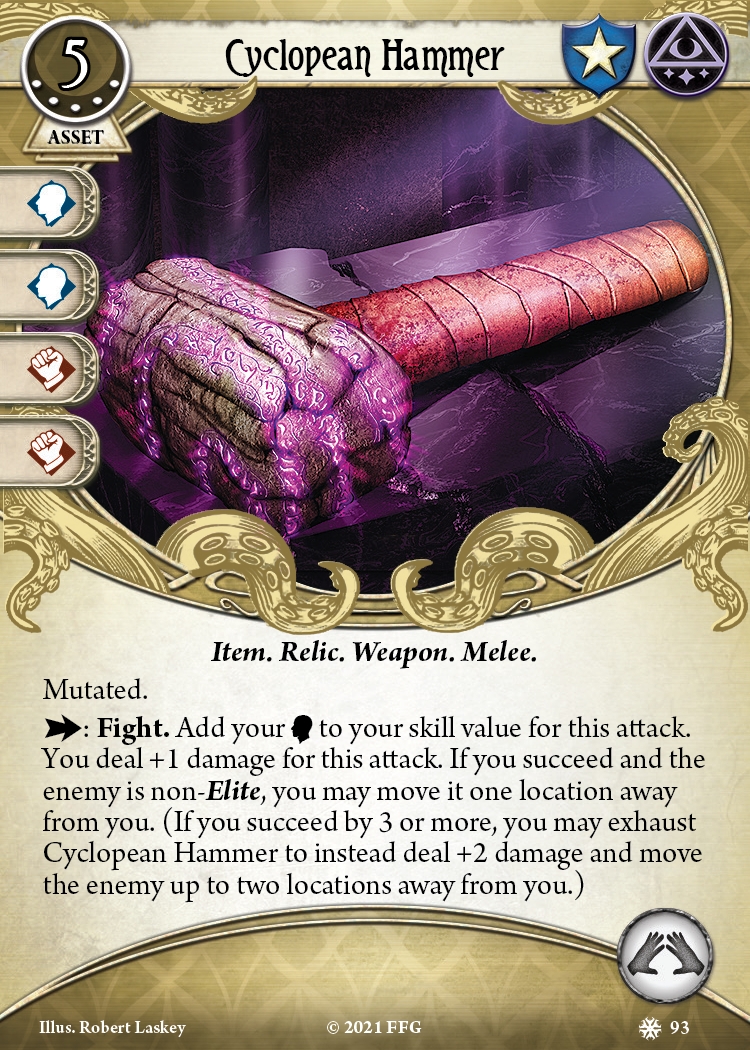 5
Cyclopean Hammer
ASSET
Item. Relic. Weapon. Melee.
Mutated.
: Fight. Add your to your skill value for this attack.
You deal +1 damage for this attack. If you succeed and the
enemy is non-Elite, you may move it one location away
from you. (If you succeed by 3 or more, you may exhaust
Cyclopean Hammer to instead deal +2 damage and move
the enemy up to two locations away from you.)
Illus. Robert Laskey
© 2021 FFG
93